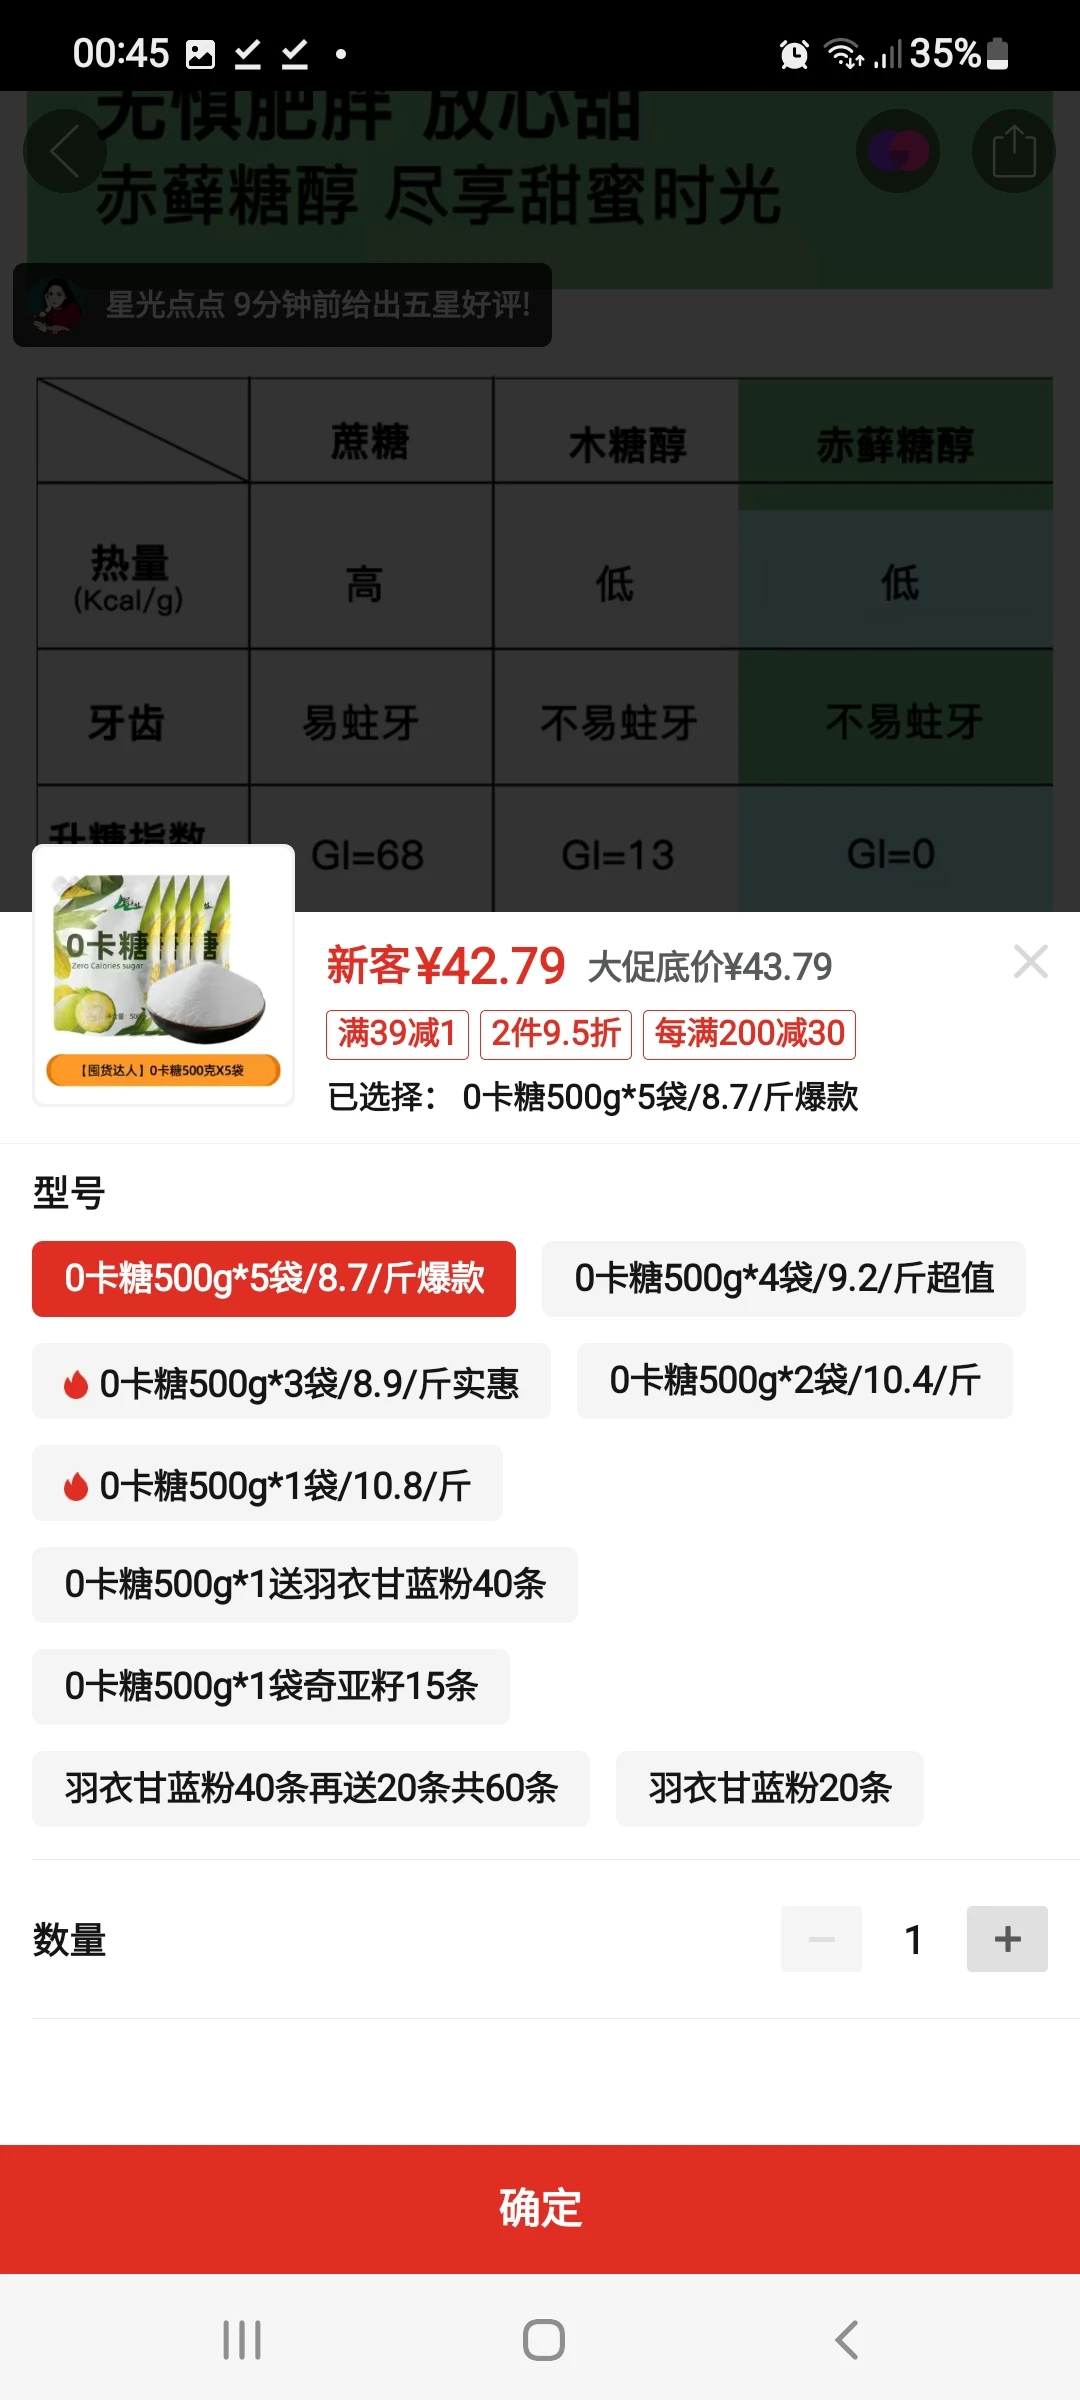 00:45
35%
无惧肥胖 放心甜
赤藓糖醇 尽享甜蜜时光
星光点点 9分钟前给出五星好评!
蔗糖 木糖醇 赤藓糖醇
热量
(Kcal/g)
高 低 低
牙齿 易蛀牙 不易蛀牙 不易蛀牙
升糖指数 GI=68 GI=13 GI=0
0卡糖
糖
Zero Calories sugar
【囤货达人】0卡糖500克X5袋
新客¥42.79 大促底价¥43.79
满39减1 2件9.5折 每满200减30
已选择： 0卡糖500g*5袋/8.7/斤爆款
型号
0卡糖500g*5袋/8.7/斤爆款 0卡糖500g*4袋/9.2/斤超值
0卡糖500g*3袋/8.9/斤实惠 0卡糖500g*2袋/10.4/斤
0卡糖500g*1袋/10.8/斤
0卡糖500g*1送羽衣甘蓝粉40条
0卡糖500g*1袋奇亚籽15条
羽衣甘蓝粉40条再送20条共60条 羽衣甘蓝粉20条
数量 1
确定